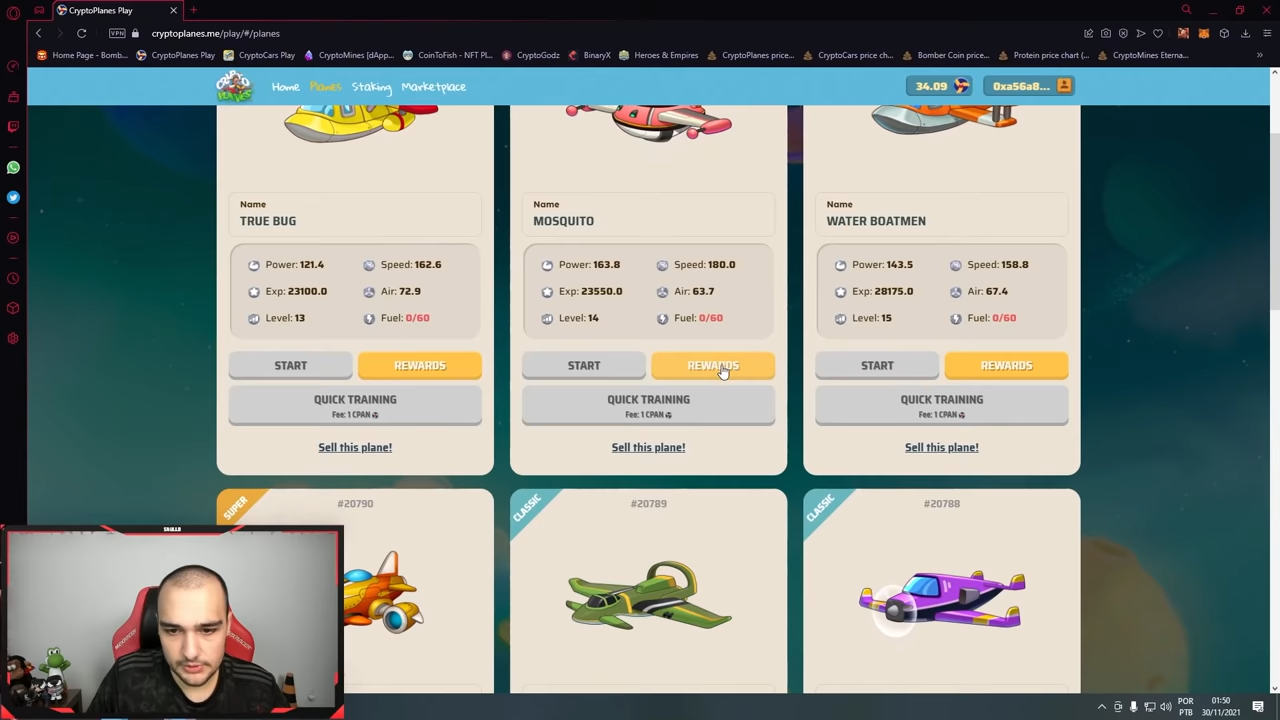 CryptoPlanes Play
VPN cryptoplanes.me/play/#/planes
Home Page - Bomb... CryptoPlanes Play CryptoCars Play CryptoMines [dApp... CoinToFish - NFT Pl... CryptoGodz BinaryX Heroes & Empires CryptoPlanes price... CryptoCars price ch... Bomber Coin price... Protein price chart (... CryptoMines Eterna...
Home Planes Staking Marketplace 34.09 0xa56a8...
Name
TRUE BUG
Power: 121.4 Speed: 162.6
Exp: 23100.0 Air: 72.9
Level: 13 Fuel: 0/60
START REWARDS
QUICK TRAINING
Fee: 1 CPAN
Sell this plane!
Name
MOSQUITO
Power: 163.8 Speed: 180.0
Exp: 23550.0 Air: 63.7
Level: 14 Fuel: 0/60
START REWARDS
QUICK TRAINING
Fee: 1 CPAN
Sell this plane!
Name
WATER BOATMEN
Power: 143.5 Speed: 158.8
Exp: 28175.0 Air: 67.4
Level: 15 Fuel: 0/60
START REWARDS
QUICK TRAINING
Fee: 1 CPAN
Sell this plane!
SUPER #20790
CLASSIC #20789
CLASSIC #20788
POR 01:50
PTB 30/11/2021